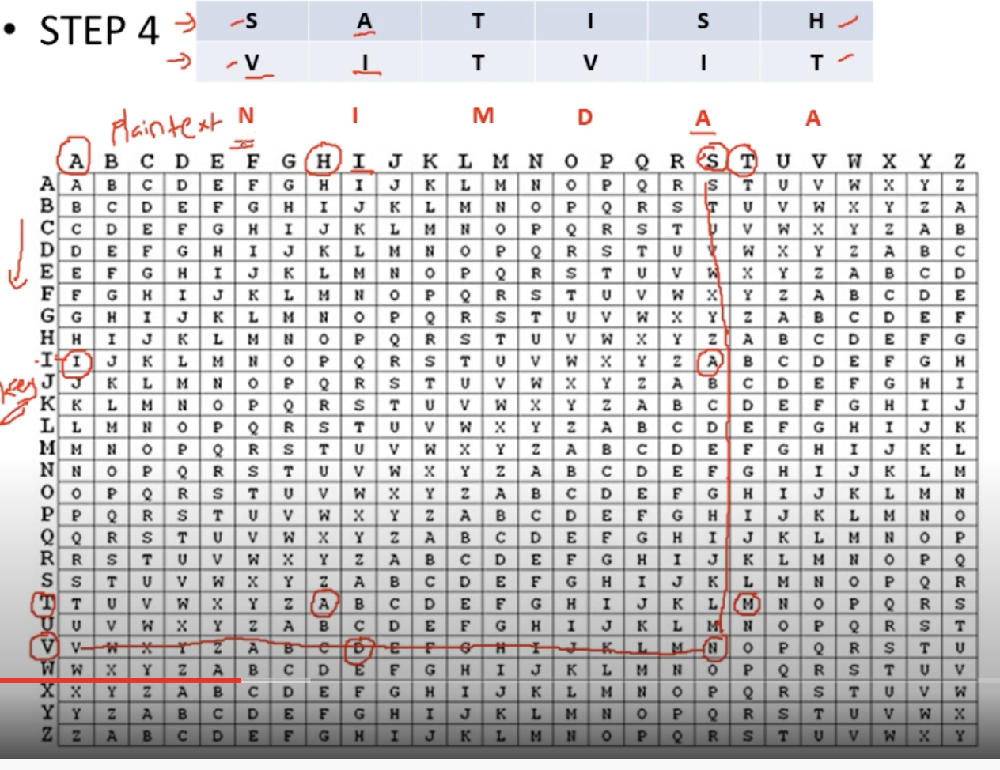 • STEP 4
S A T I S H
V I T V I T
plaintext
N I M D A A
A B C D E F G H I J K L M N O P Q R S T U V W X Y Z
A A B C D E F G H I J K L M N O P Q R S T U V W X Y Z
B B C D E F G H I J K L M N O P Q R S T U V W X Y Z A
C C D E F G H I J K L M N O P Q R S T U V W X Y Z A B
D D E F G H I J K L M N O P Q R S T U V W X Y Z A B C
E E F G H I J K L M N O P Q R S T U V W X Y Z A B C D
F F G H I J K L M N O P Q R S T U V W X Y Z A B C D E
G G H I J K L M N O P Q R S T U V W X Y Z A B C D E F
H H I J K L M N O P Q R S T U V W X Y Z A B C D E F G
I I J K L M N O P Q R S T U V W X Y Z A B C D E F G H
key
J J K L M N O P Q R S T U V W X Y Z A B C D E F G H I
K K L M N O P Q R S T U V W X Y Z A B C D E F G H I J
L L M N O P Q R S T U V W X Y Z A B C D E F G H I J K
M M N O P Q R S T U V W X Y Z A B C D E F G H I J K L
N N O P Q R S T U V W X Y Z A B C D E F G H I J K L M
O O P Q R S T U V W X Y Z A B C D E F G H I J K L M N
P P Q R S T U V W X Y Z A B C D E F G H I J K L M N O
Q Q R S T U V W X Y Z A B C D E F G H I J K L M N O P
R R S T U V W X Y Z A B C D E F G H I J K L M N O P Q
S S T U V W X Y Z A B C D E F G H I J K L M N O P Q R
T T U V W X Y Z A B C D E F G H I J K L M N O P Q R S
U U V W X Y Z A B C D E F G H I J K L M N O P Q R S T
V V W X Y Z A B C D E F G H I J K L M N O P Q R S T U
W W X Y Z A B C D E F G H I J K L M N O P Q R S T U V
X X Y Z A B C D E F G H I J K L M N O P Q R S T U V W
Y Y Z A B C D E F G H I J K L M N O P Q R S T U V W X
Z Z A B C D E F G H I J K L M N O P Q R S T U V W X Y